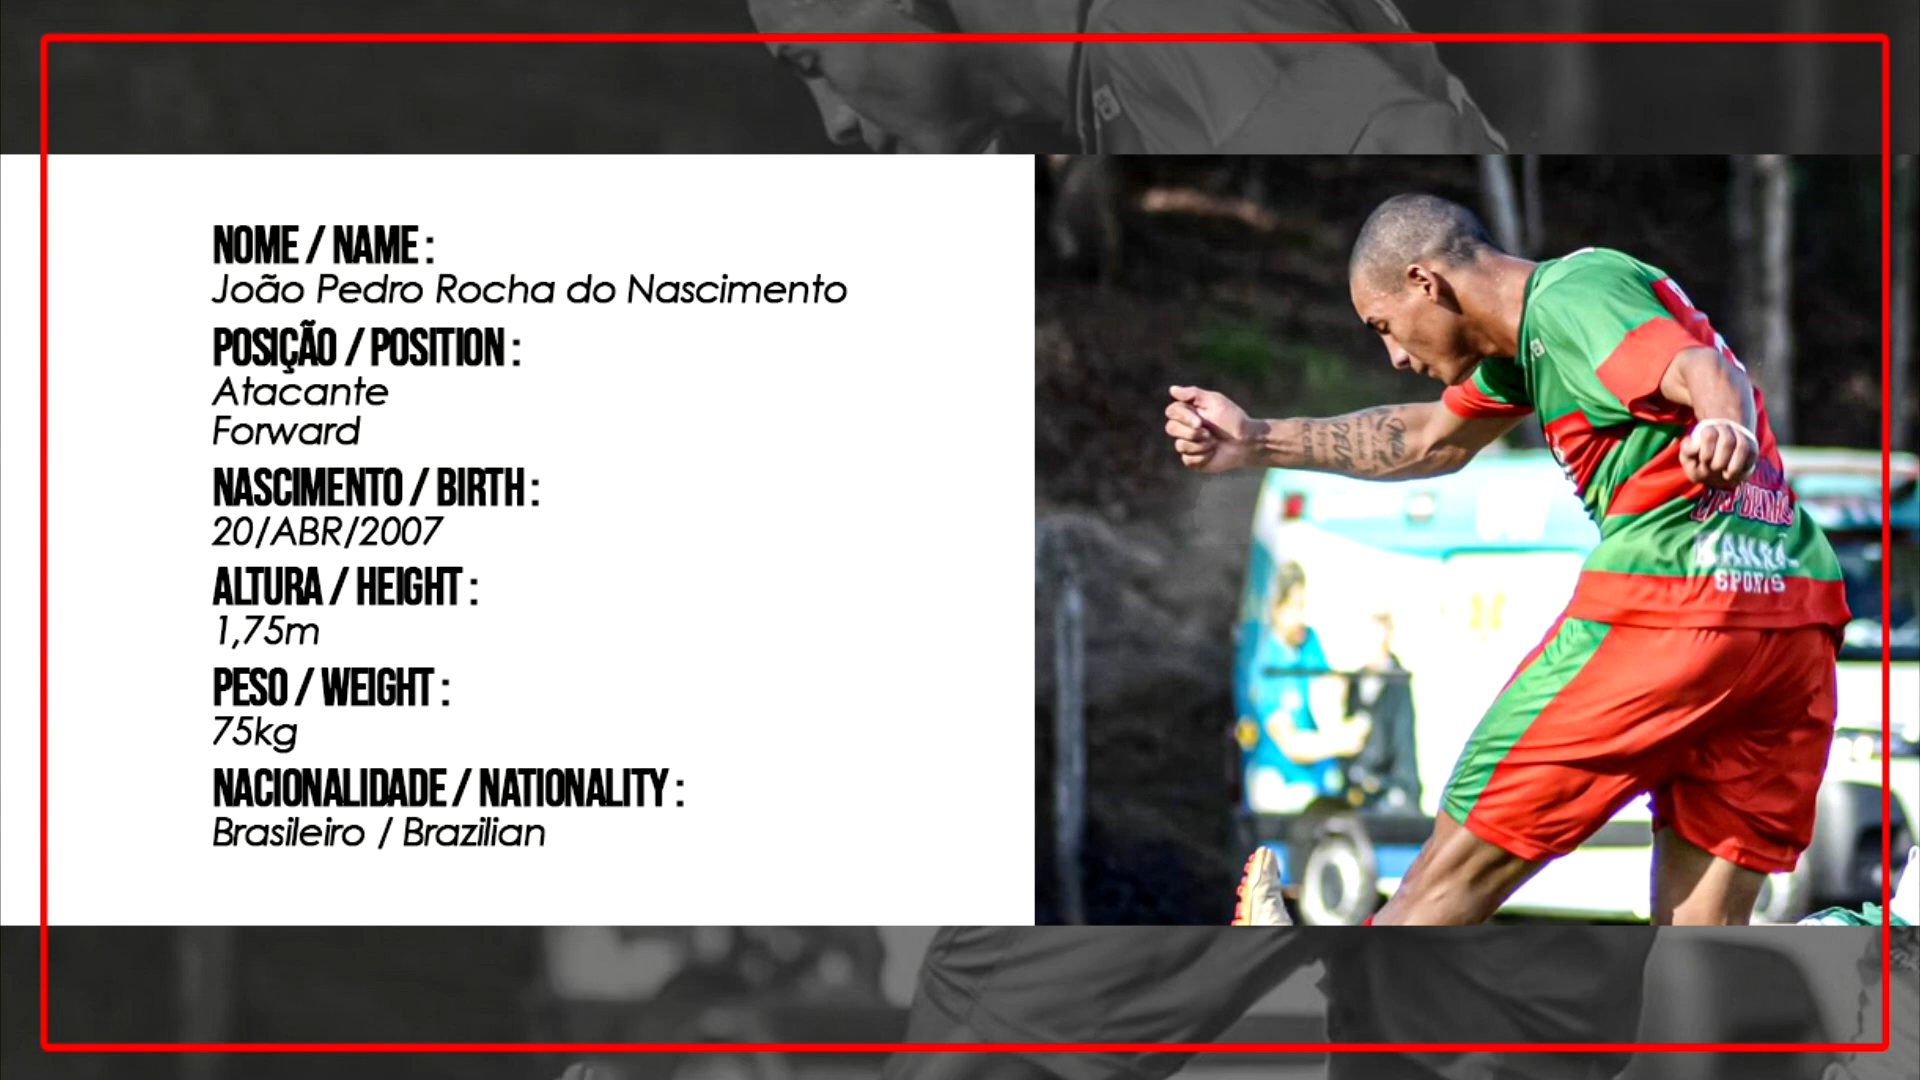 NOME / NAME :
João Pedro Rocha do Nascimento
POSIÇÃO / POSITION :
Atacante
Forward
NASCIMENTO / BIRTH :
20/ABR/2007
ALTURA / HEIGHT :
1,75m
PESO / WEIGHT :
75kg
NACIONALIDADE / NATIONALITY :
Brasileiro / Brazilian
SPORTS